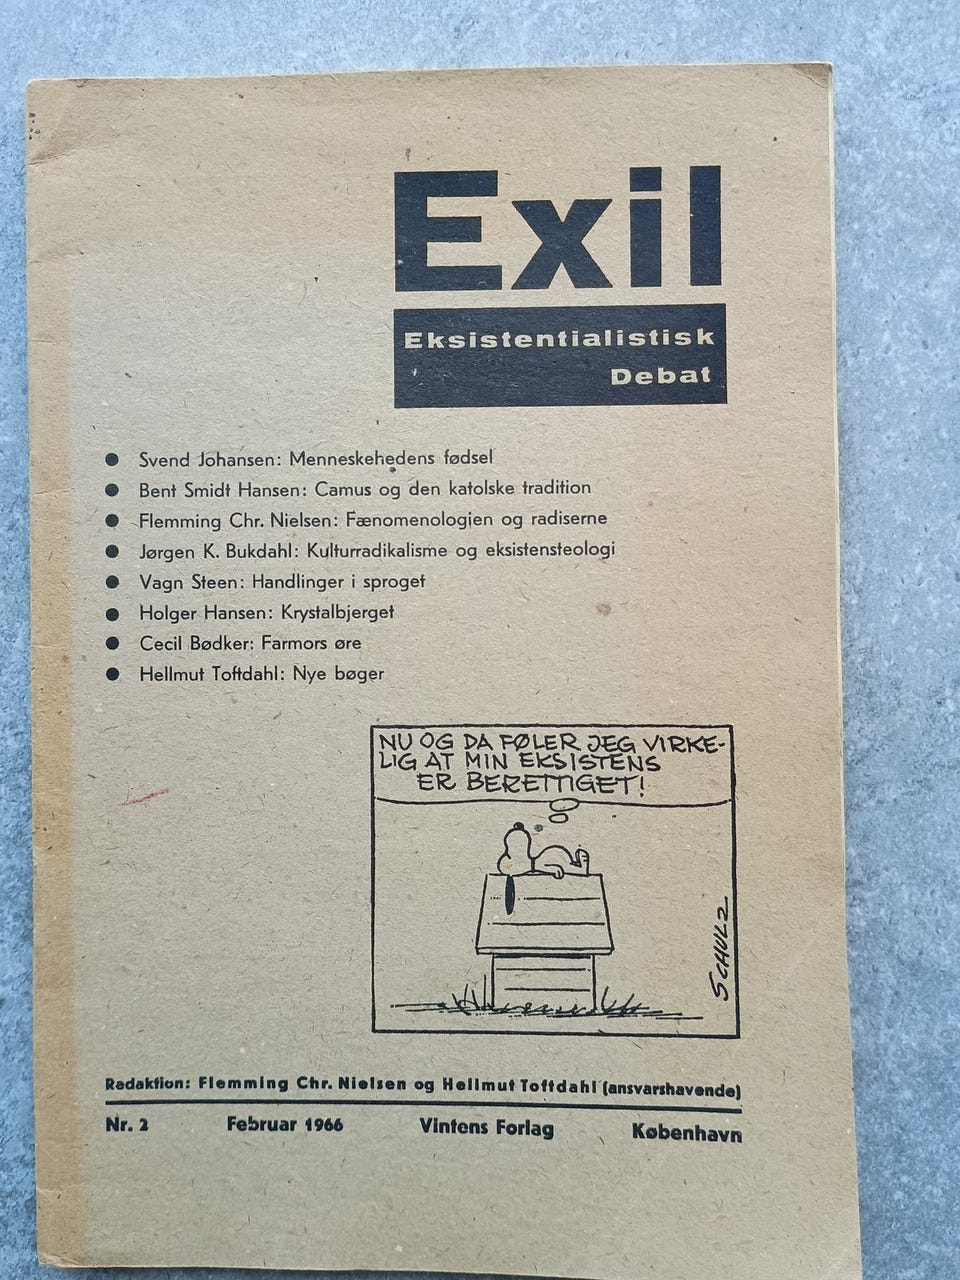 Exil
Eksistentialistisk
Debat
● Svend Johansen: Menneskehedens fødsel
● Bent Smidt Hansen: Camus og den katolske tradition
● Flemming Chr. Nielsen: Fænomenologien og radiserne
● Jørgen K. Bukdahl: Kulturradikalisme og eksistensteologi
● Vagn Steen: Handlinger i sproget
● Holger Hansen: Krystalbjerget
● Cecil Bødker: Farmors øre
● Hellmut Toftdahl: Nye bøger
NU OG DA FØLER JEG VIRKE-
LIG AT MIN EKSISTENS
ER BERETTIGET!
SCHULZ
Redaktion: Flemming Chr. Nielsen og Hellmut Toftdahl (ansvarshavende)
Nr. 2 Februar 1966 Vintens Forlag København